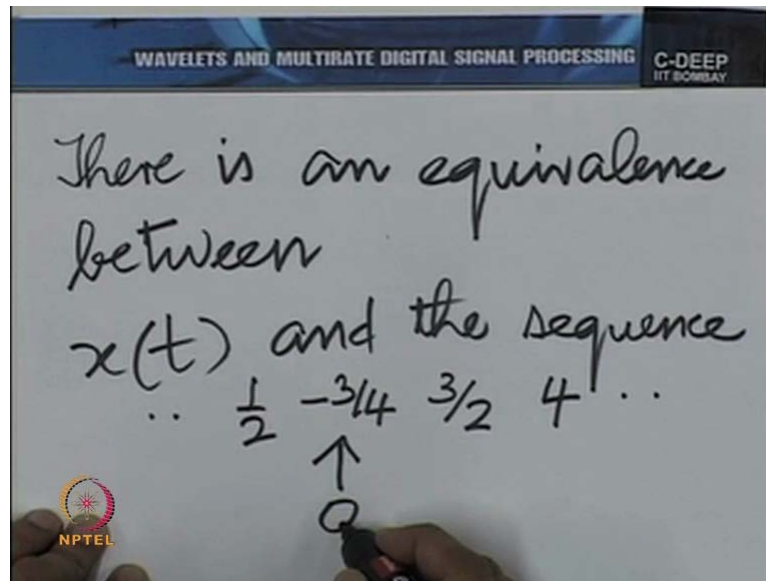 WAVELETS AND MULTIRATE DIGITAL SIGNAL PROCESSING
C-DEEP
IIT BOMBAY
There is an equivalence
between
x(t) and the sequence
.. 1/2 -3/4 3/2 4 ..
↑
0
NPTEL